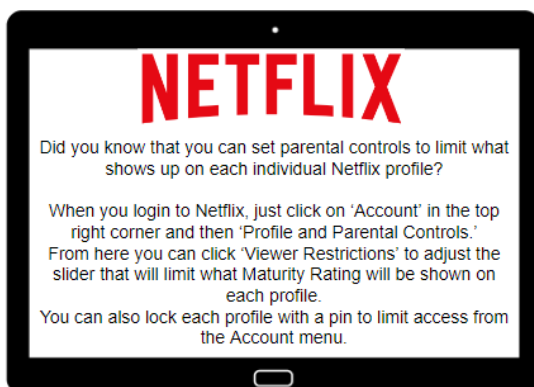 NETFLIX
Did you know that you can set parental controls to limit what
shows up on each individual Netflix profile?
When you login to Netflix, just click on ‘Account’ in the top
right corner and then ‘Profile and Parental Controls.’
From here you can click ‘Viewer Restrictions’ to adjust the
slider that will limit what Maturity Rating will be shown on
each profile.
You can also lock each profile with a pin to limit access from
the Account menu.